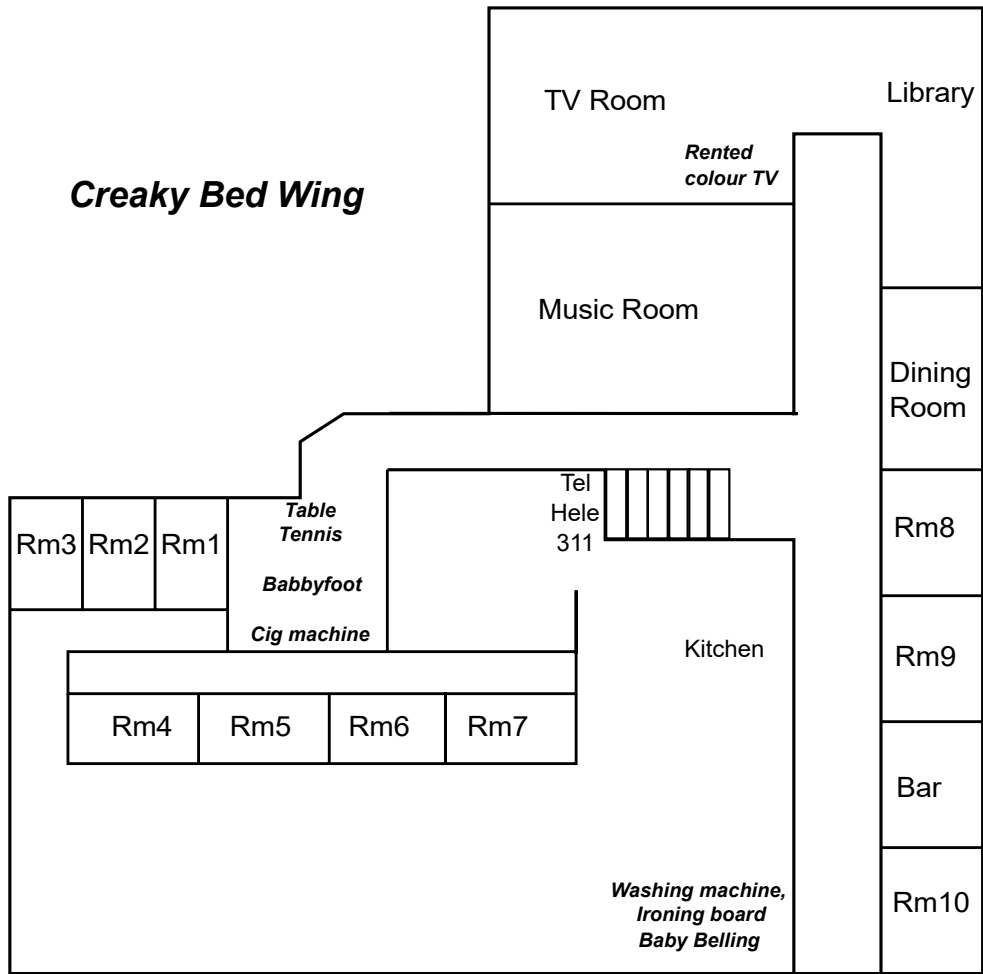 TV Room
Library
Rented
colour TV
Creaky Bed Wing
Music Room
Dining
Room
Tel
Hele
311
Table
Tennis
Babbyfoot
Cig machine
Rm3
Rm2
Rm1
Rm8
Kitchen
Rm9
Rm4
Rm5
Rm6
Rm7
Bar
Washing machine,
Ironing board
Baby Belling
Rm10